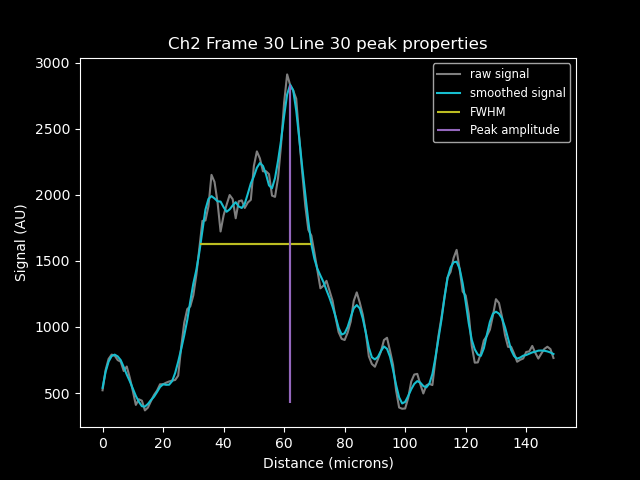 Ch2 Frame 30 Line 30 peak properties
raw signal
smoothed signal
FWHM
Peak amplitude
Signal (AU)
3000
2500
2000
1500
1000
500
0 20 40 60 80 100 120 140
Distance (microns)